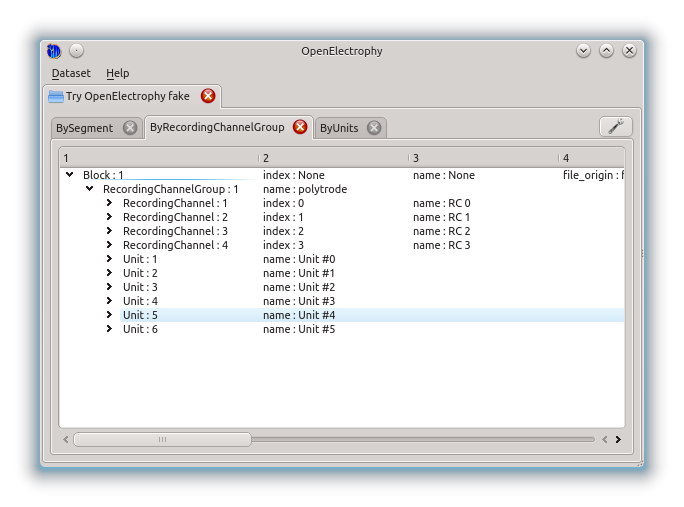 OpenElectrophy
Dataset Help
Try OpenElectrophy fake
BySegment ByRecordingChannelGroup ByUnits
1 2 3 4
Block : 1 index : None name : None file_origin : f
RecordingChannelGroup : 1 name : polytrode
RecordingChannel : 1 index : 0 name : RC 0
RecordingChannel : 2 index : 1 name : RC 1
RecordingChannel : 3 index : 2 name : RC 2
RecordingChannel : 4 index : 3 name : RC 3
Unit : 1 name : Unit #0
Unit : 2 name : Unit #1
Unit : 3 name : Unit #2
Unit : 4 name : Unit #3
Unit : 5 name : Unit #4
Unit : 6 name : Unit #5